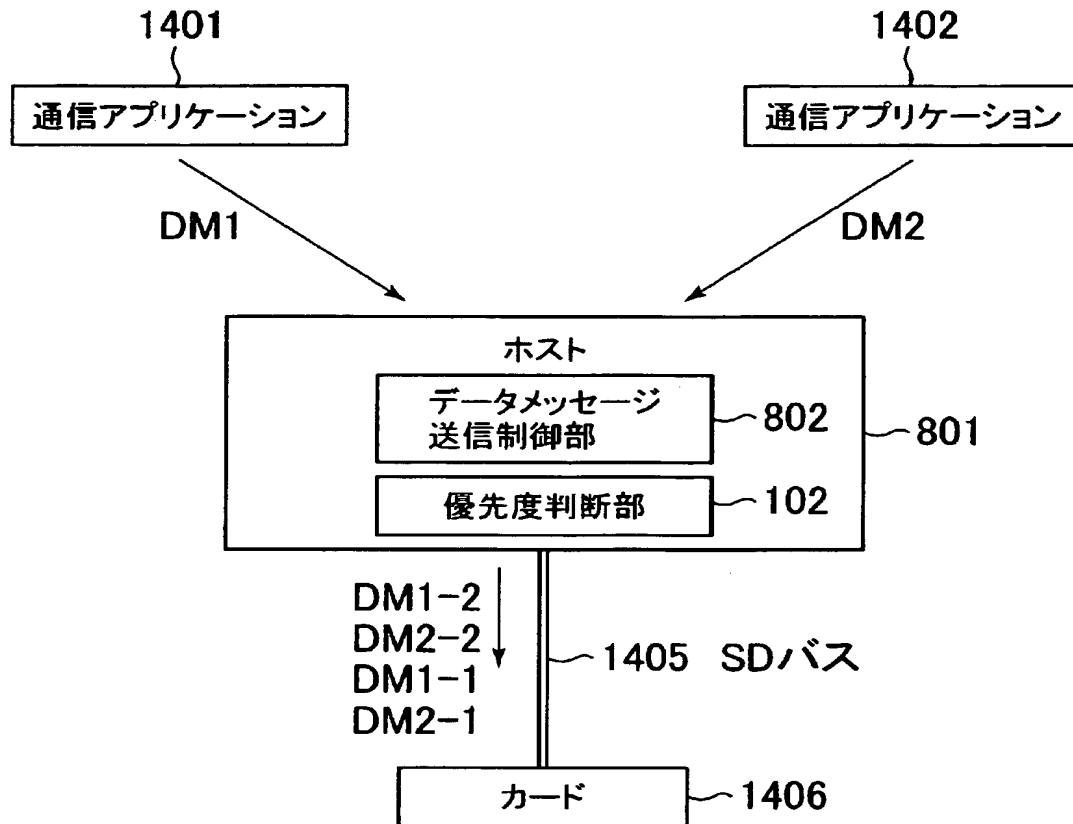 1401
1402
通信アプリケーション
通信アプリケーション
DM1
DM2
ホスト
データメッセージ
送信制御部
802
801
優先度判断部
102
DM1-2
DM2-2
DM1-1
DM2-1
1405 SDバス
カード
1406